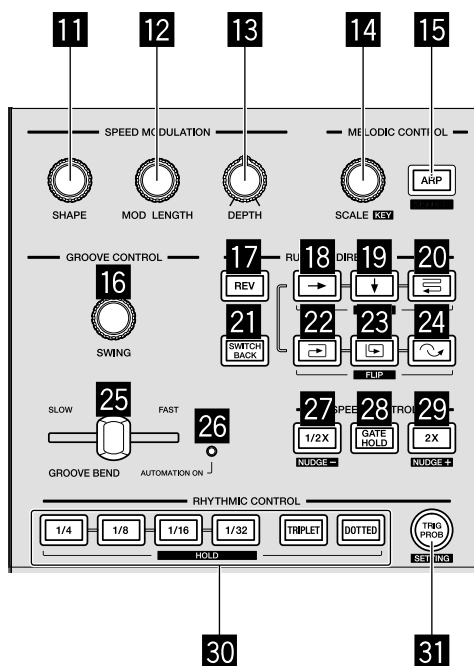 11 12 13 14 15
SPEED MODULATION MELODIC CONTROL
ARP
SHAPE MOD LENGTH DEPTH SCALE KEY
GROOVE CONTROL
16 17 18 19 20
REV
SWING
21 22 23 24
SWITCH
BACK
FLIP
25
SLOW FAST
26
27 28 29
1/2X GATE
HOLD 2X
GROOVE BEND AUTOMATION ON NUDGE − NUDGE +
RHYTHMIC CONTROL
1/4 1/8 1/16 1/32 TRIPLET DOTTED TRIG
PROB
HOLD SETTING
30 31